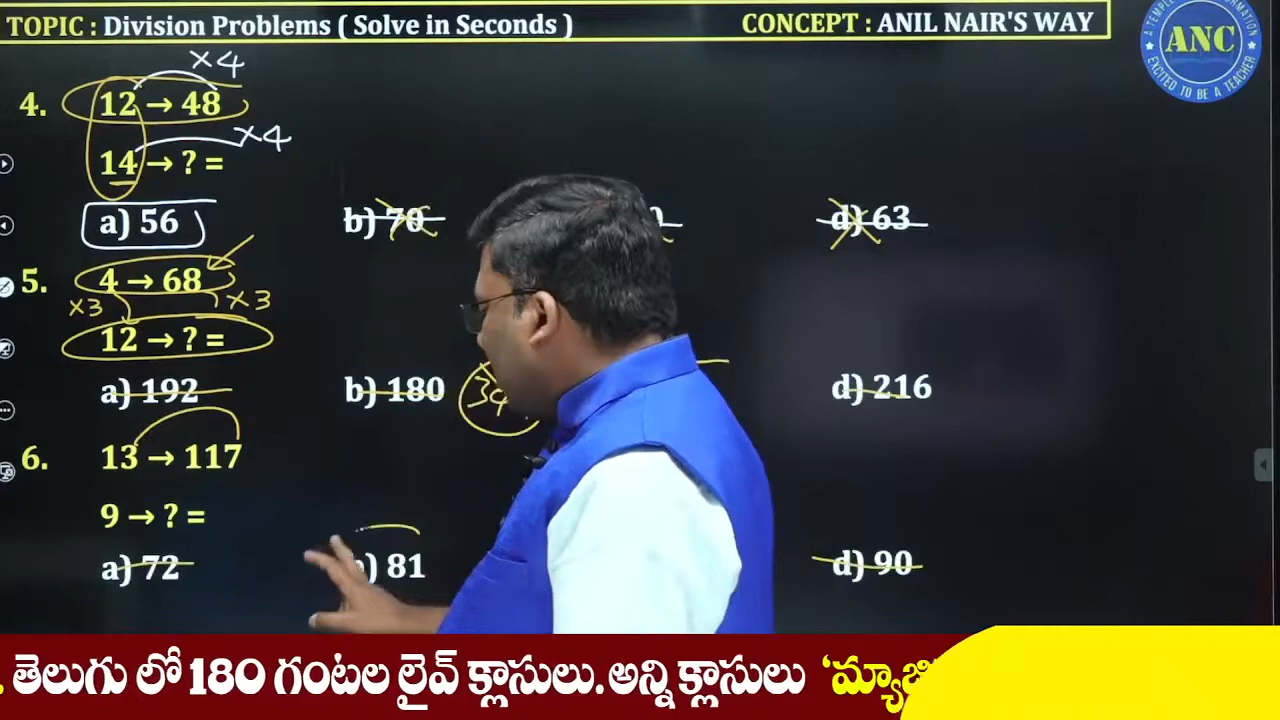 TOPIC : Division Problems ( Solve in Seconds )
CONCEPT : ANIL NAIR'S WAY
ANC
EXCITED TO BE A TEACHER
×4
4. 12 → 48
×4
14 → ? =
a) 56 b) 70 d) 63
5. 4 → 68
×3 ×3
12 → ? =
a) 192 b) 180 d) 216
6. 13 → 117
9 → ? =
a) 72 b) 81 d) 90
తెలుగు లో 180 గంటల లైవ్ క్లాసులు. అన్ని క్లాసులు